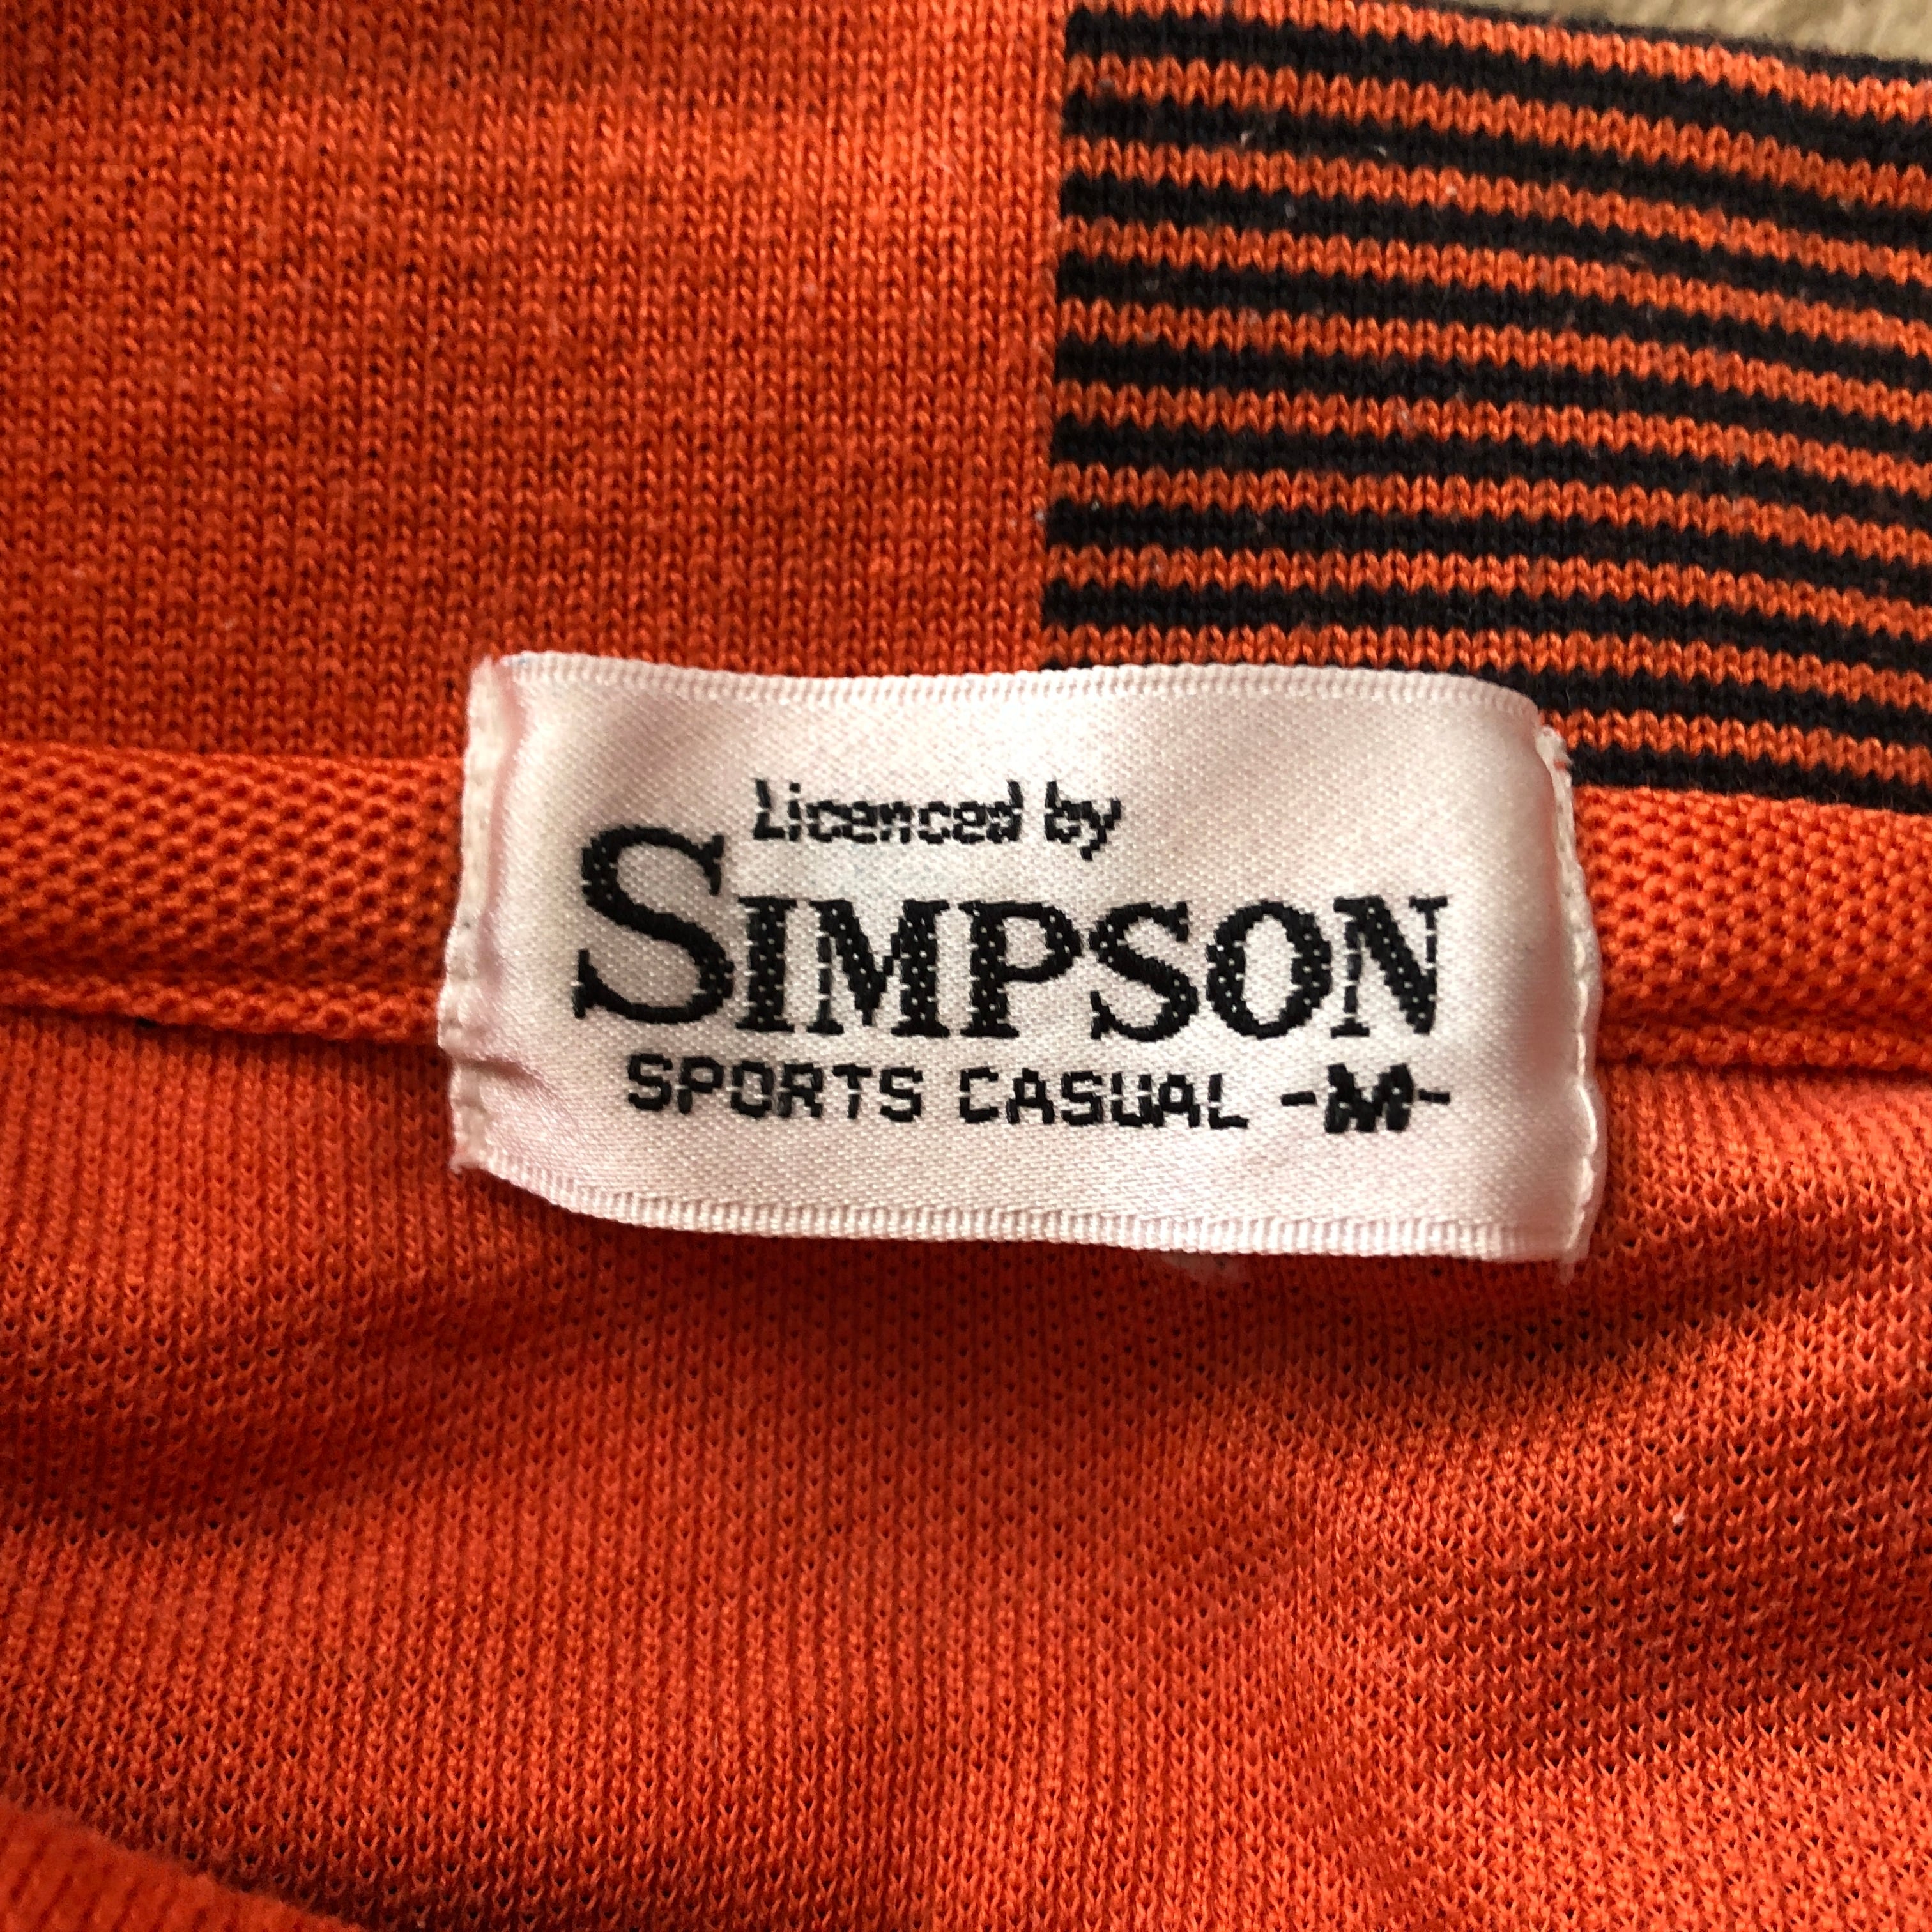 Licenced by
SIMPSON
SPORTS CASUAL -M-